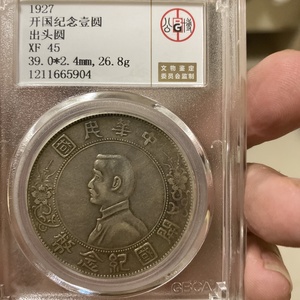 1927
开国纪念壹圆
出头圆
XF 45
39.0*2.4mm,26.8g
1211665904
公博
文物鉴定
委员会监制
中華民國
開國紀念幣